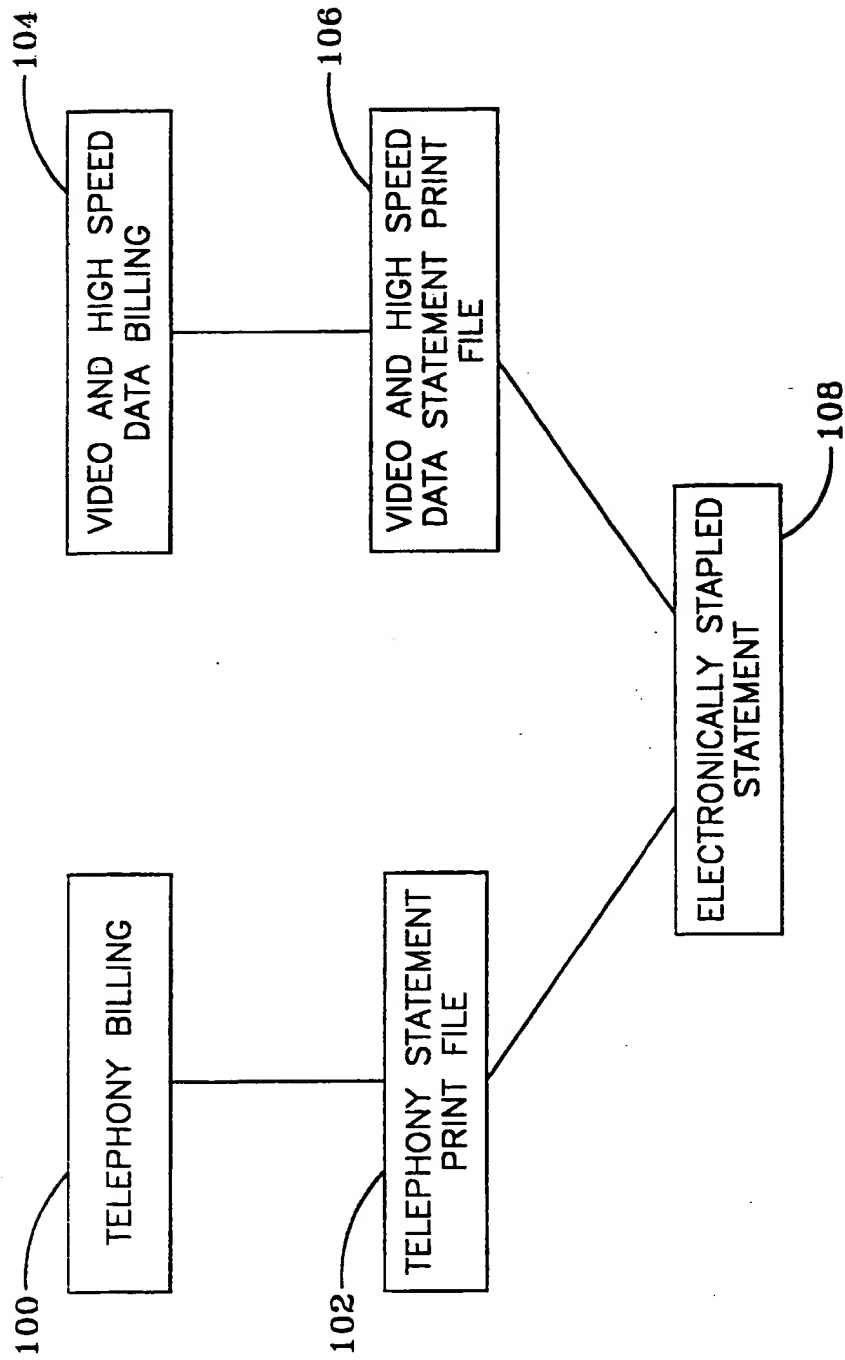 100
TELEPHONY BILLING
104
VIDEO AND HIGH SPEED
DATA BILLING
102
TELEPHONY STATEMENT
PRINT FILE
106
VIDEO AND HIGH SPEED
DATA STATEMENT PRINT
FILE
108
ELECTRONICALLY STAPLED
STATEMENT